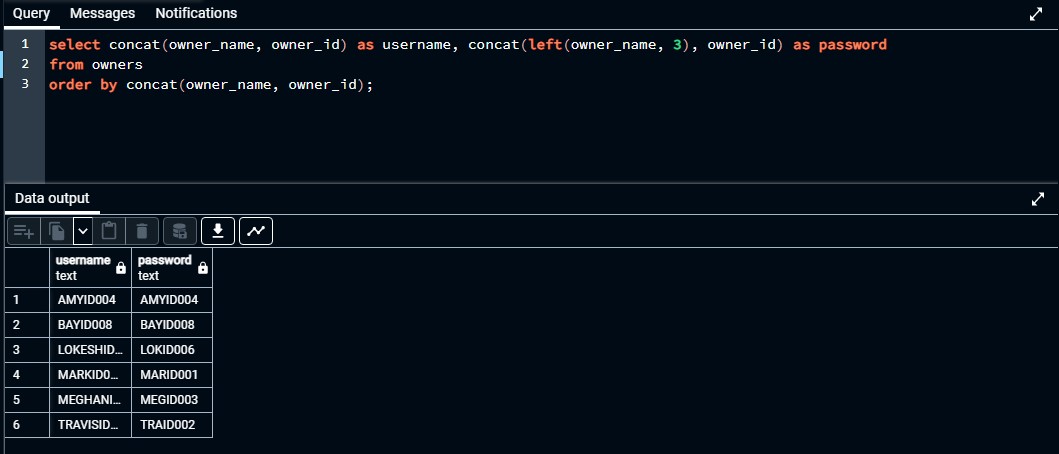 Query Messages Notifications
1 select concat(owner_name, owner_id) as username, concat(left(owner_name, 3), owner_id) as password
2 from owners
3 order by concat(owner_name, owner_id);
Data output
username password
text text
1 AMYID004 AMYID004
2 BAYID008 BAYID008
3 LOKESHID... LOKID006
4 MARKID0... MARID001
5 MEGHANI... MEGID003
6 TRAVISID... TRAID002